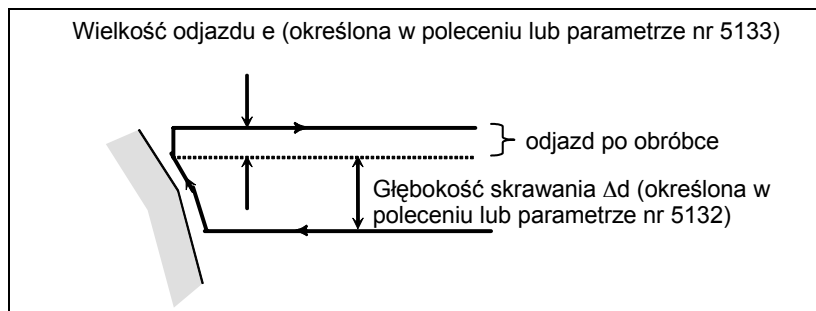 Wielkość odjazdu e (określona w poleceniu lub parametrze nr 5133)
odjazd po obróbce
Głębokość skrawania Δd (określona w
poleceniu lub parametrze nr 5132)